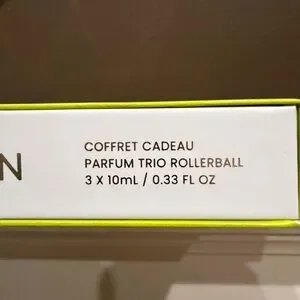 N
COFFRET CADEAU
PARFUM TRIO ROLLERBALL
3 X 10mL / 0.33 FL OZ